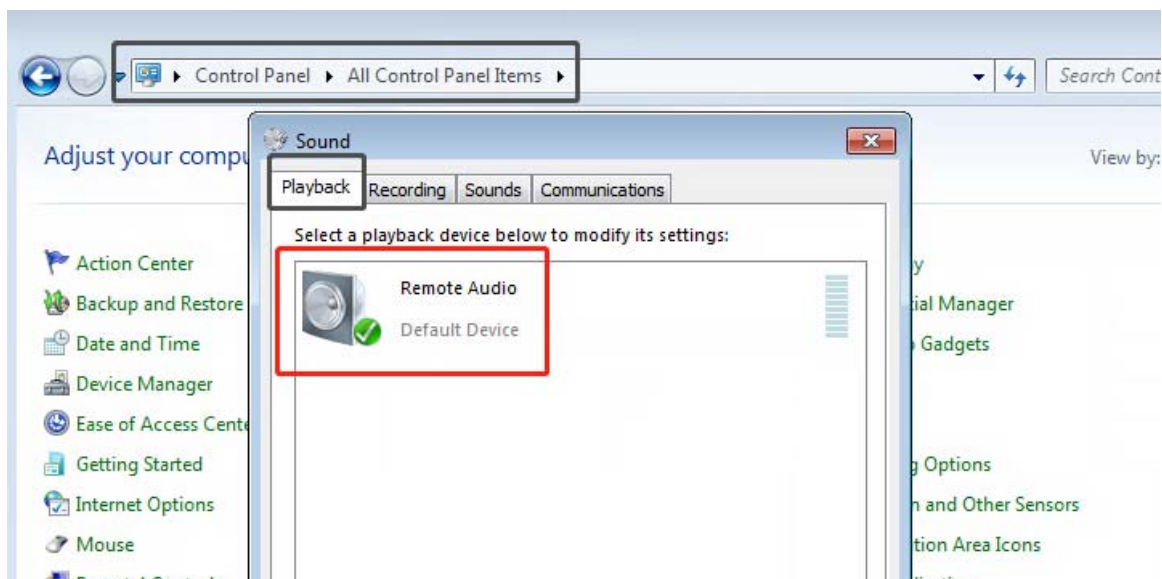 Control Panel ▸ All Control Panel Items ▸
Search Cont
Adjust your compu
View by:
Sound
Playback
Recording
Sounds
Communications
Select a playback device below to modify its settings:
Remote Audio
Default Device
Action Center
Backup and Restore
Date and Time
Device Manager
Ease of Access Cente
Getting Started
Internet Options
Mouse
y
ial Manager
Gadgets
g Options
n and Other Sensors
tion Area Icons